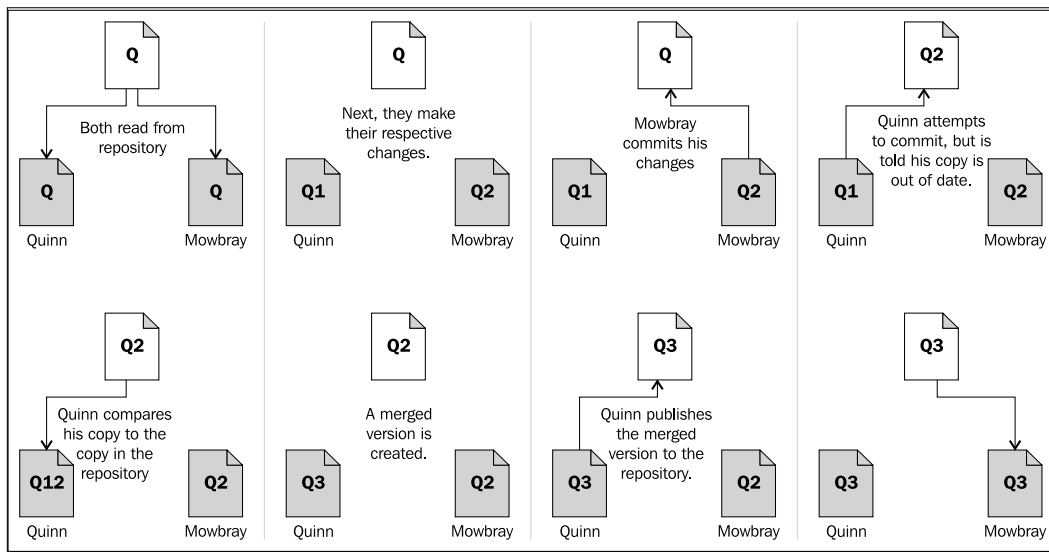 Q
Both read from
repository
Q
Q
Quinn
Mowbray
Q
Next, they make
their respective
changes.
Q1
Q2
Quinn
Mowbray
Q
Mowbray
commits his
changes
Q1
Q2
Quinn
Mowbray
Q2
Quinn attempts
to commit, but is
told his copy is
out of date.
Q1
Q2
Quinn
Mowbray
Q2
Quinn compares
his copy to the
copy in the
repository
Q12
Q2
Quinn
Mowbray
Q2
A merged
version is
created.
Q3
Q2
Quinn
Mowbray
Q3
Quinn publishes
the merged
version to the
repository.
Q3
Q2
Quinn
Mowbray
Q3
Q3
Q3
Quinn
Mowbray